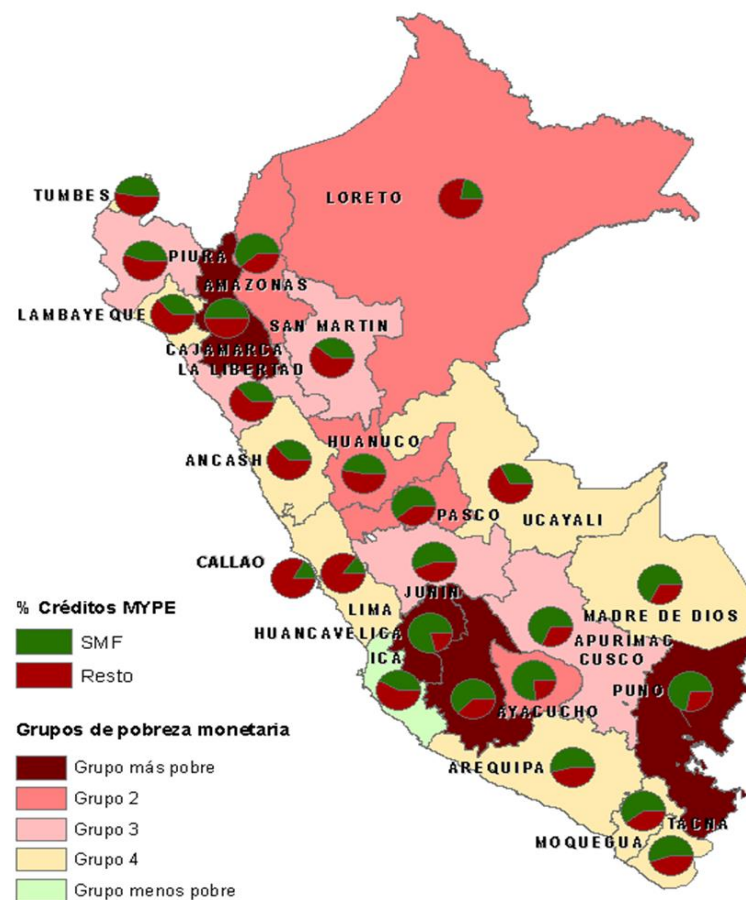 TUMBES
LORETO
PIURA
AMAZONAS
LAMBAYEQUE
SAN MARTIN
CAJAMARCA
LA LIBERTAD
HUANUCO
ANCASH
PASCO
UCAYALI
CALLAO
JUNIN
LIMA
MADRE DE DIOS
HUANCAVELICA
APURÍMAC
CUSCO
ICA
PUNO
AYACUCHO
AREQUIPA
TACNA
MOQUEGUA
% Créditos MYPE
SMF
Resto
Grupos de pobreza monetaria
Grupo más pobre
Grupo 2
Grupo 3
Grupo 4
Grupo menos pobre